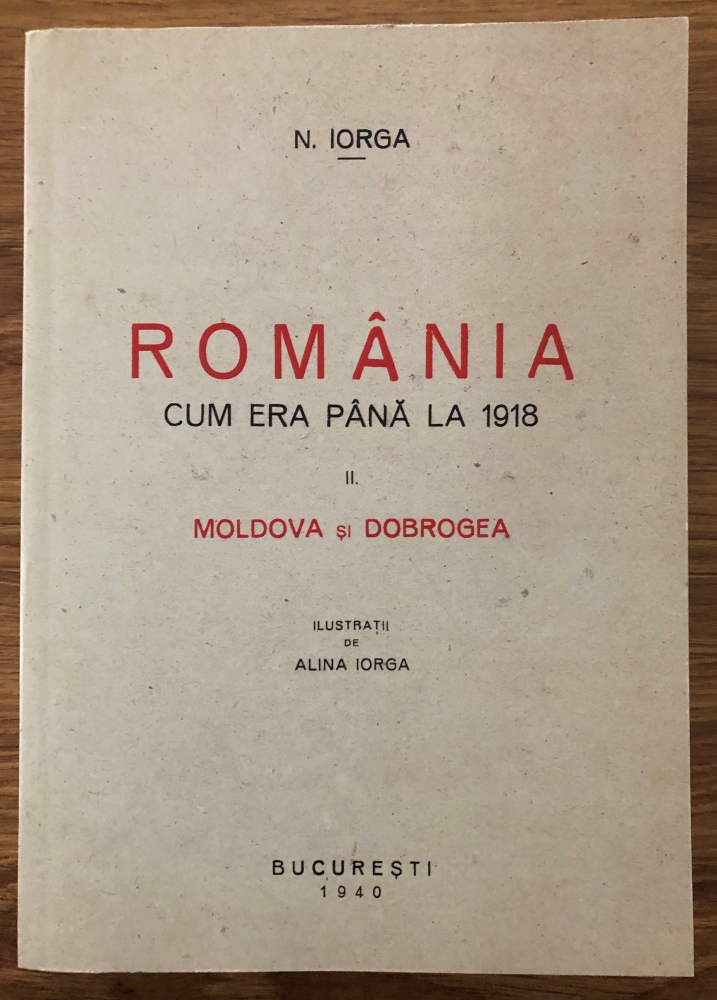 N. IORGA
ROMÂNIA
CUM ERA PÂNĂ LA 1918
II.
MOLDOVA ȘI DOBROGEA
ILUSTRAȚII
DE
ALINA IORGA
BUCUREȘTI
1940